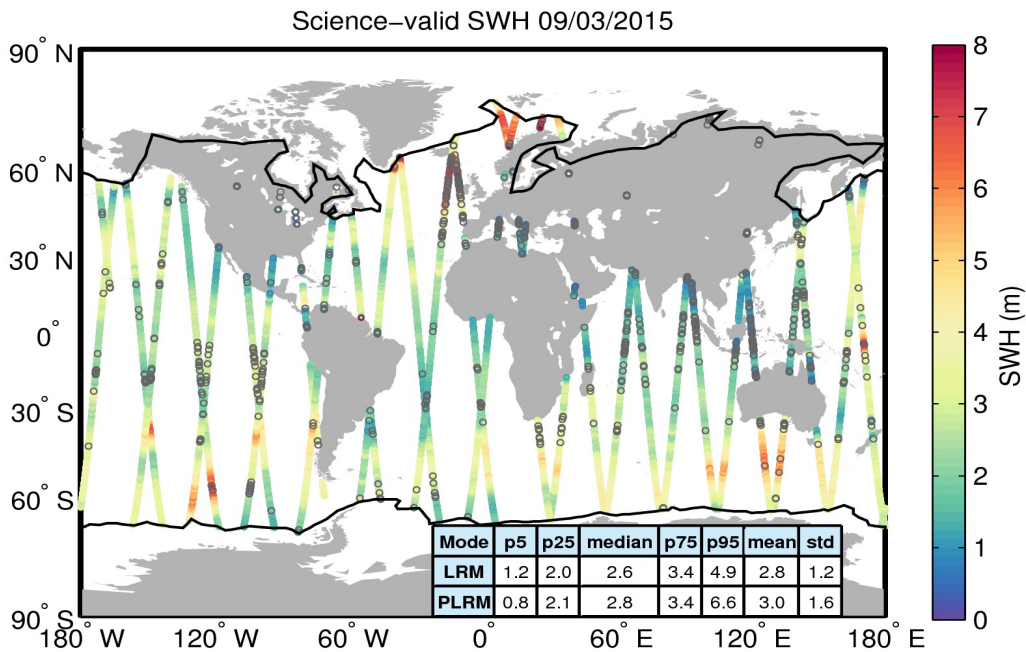 Science−valid SWH 09/03/2015
90° N
60° N
30° N
0°
30° S
60° S
90° S
180° W
120° W
60° W
0°
60° E
120° E
180° E
Mode p5 p25 median p75 p95 mean std
LRM 1.2 2.0 2.6 3.4 4.9 2.8 1.2
PLRM 0.8 2.1 2.8 3.4 6.6 3.0 1.6
8
7
6
5
4
3
2
1
0
SWH (m)